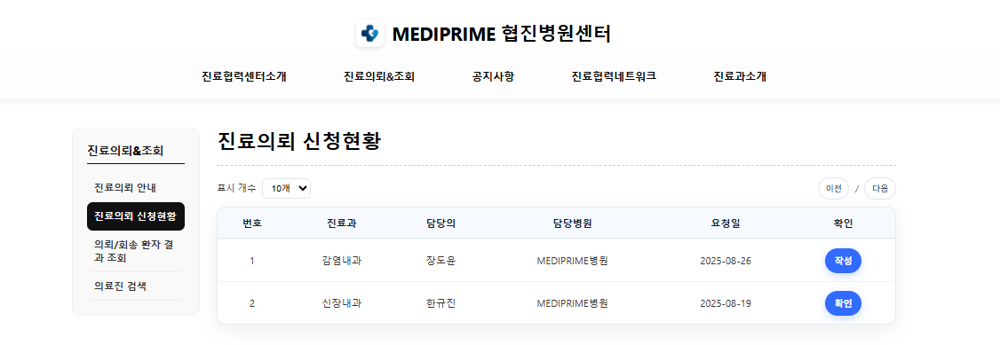 MEDIPRIME 협진병원센터
진료협력센터소개 진료의뢰&조회 공지사항 진료협력네트워크 진료과소개
진료의뢰&조회
진료의뢰 안내
진료의뢰 신청현황
의뢰/회송 환자 결
과 조회
의료진 검색
진료의뢰 신청현황
표시 개수 10개 이전 / 다음
번호 진료과 담당의 담당병원 요청일 확인
1 감염내과 장도윤 MEDIPRIME병원 2025-08-26 작성
2 신장내과 한규진 MEDIPRIME병원 2025-08-19 확인